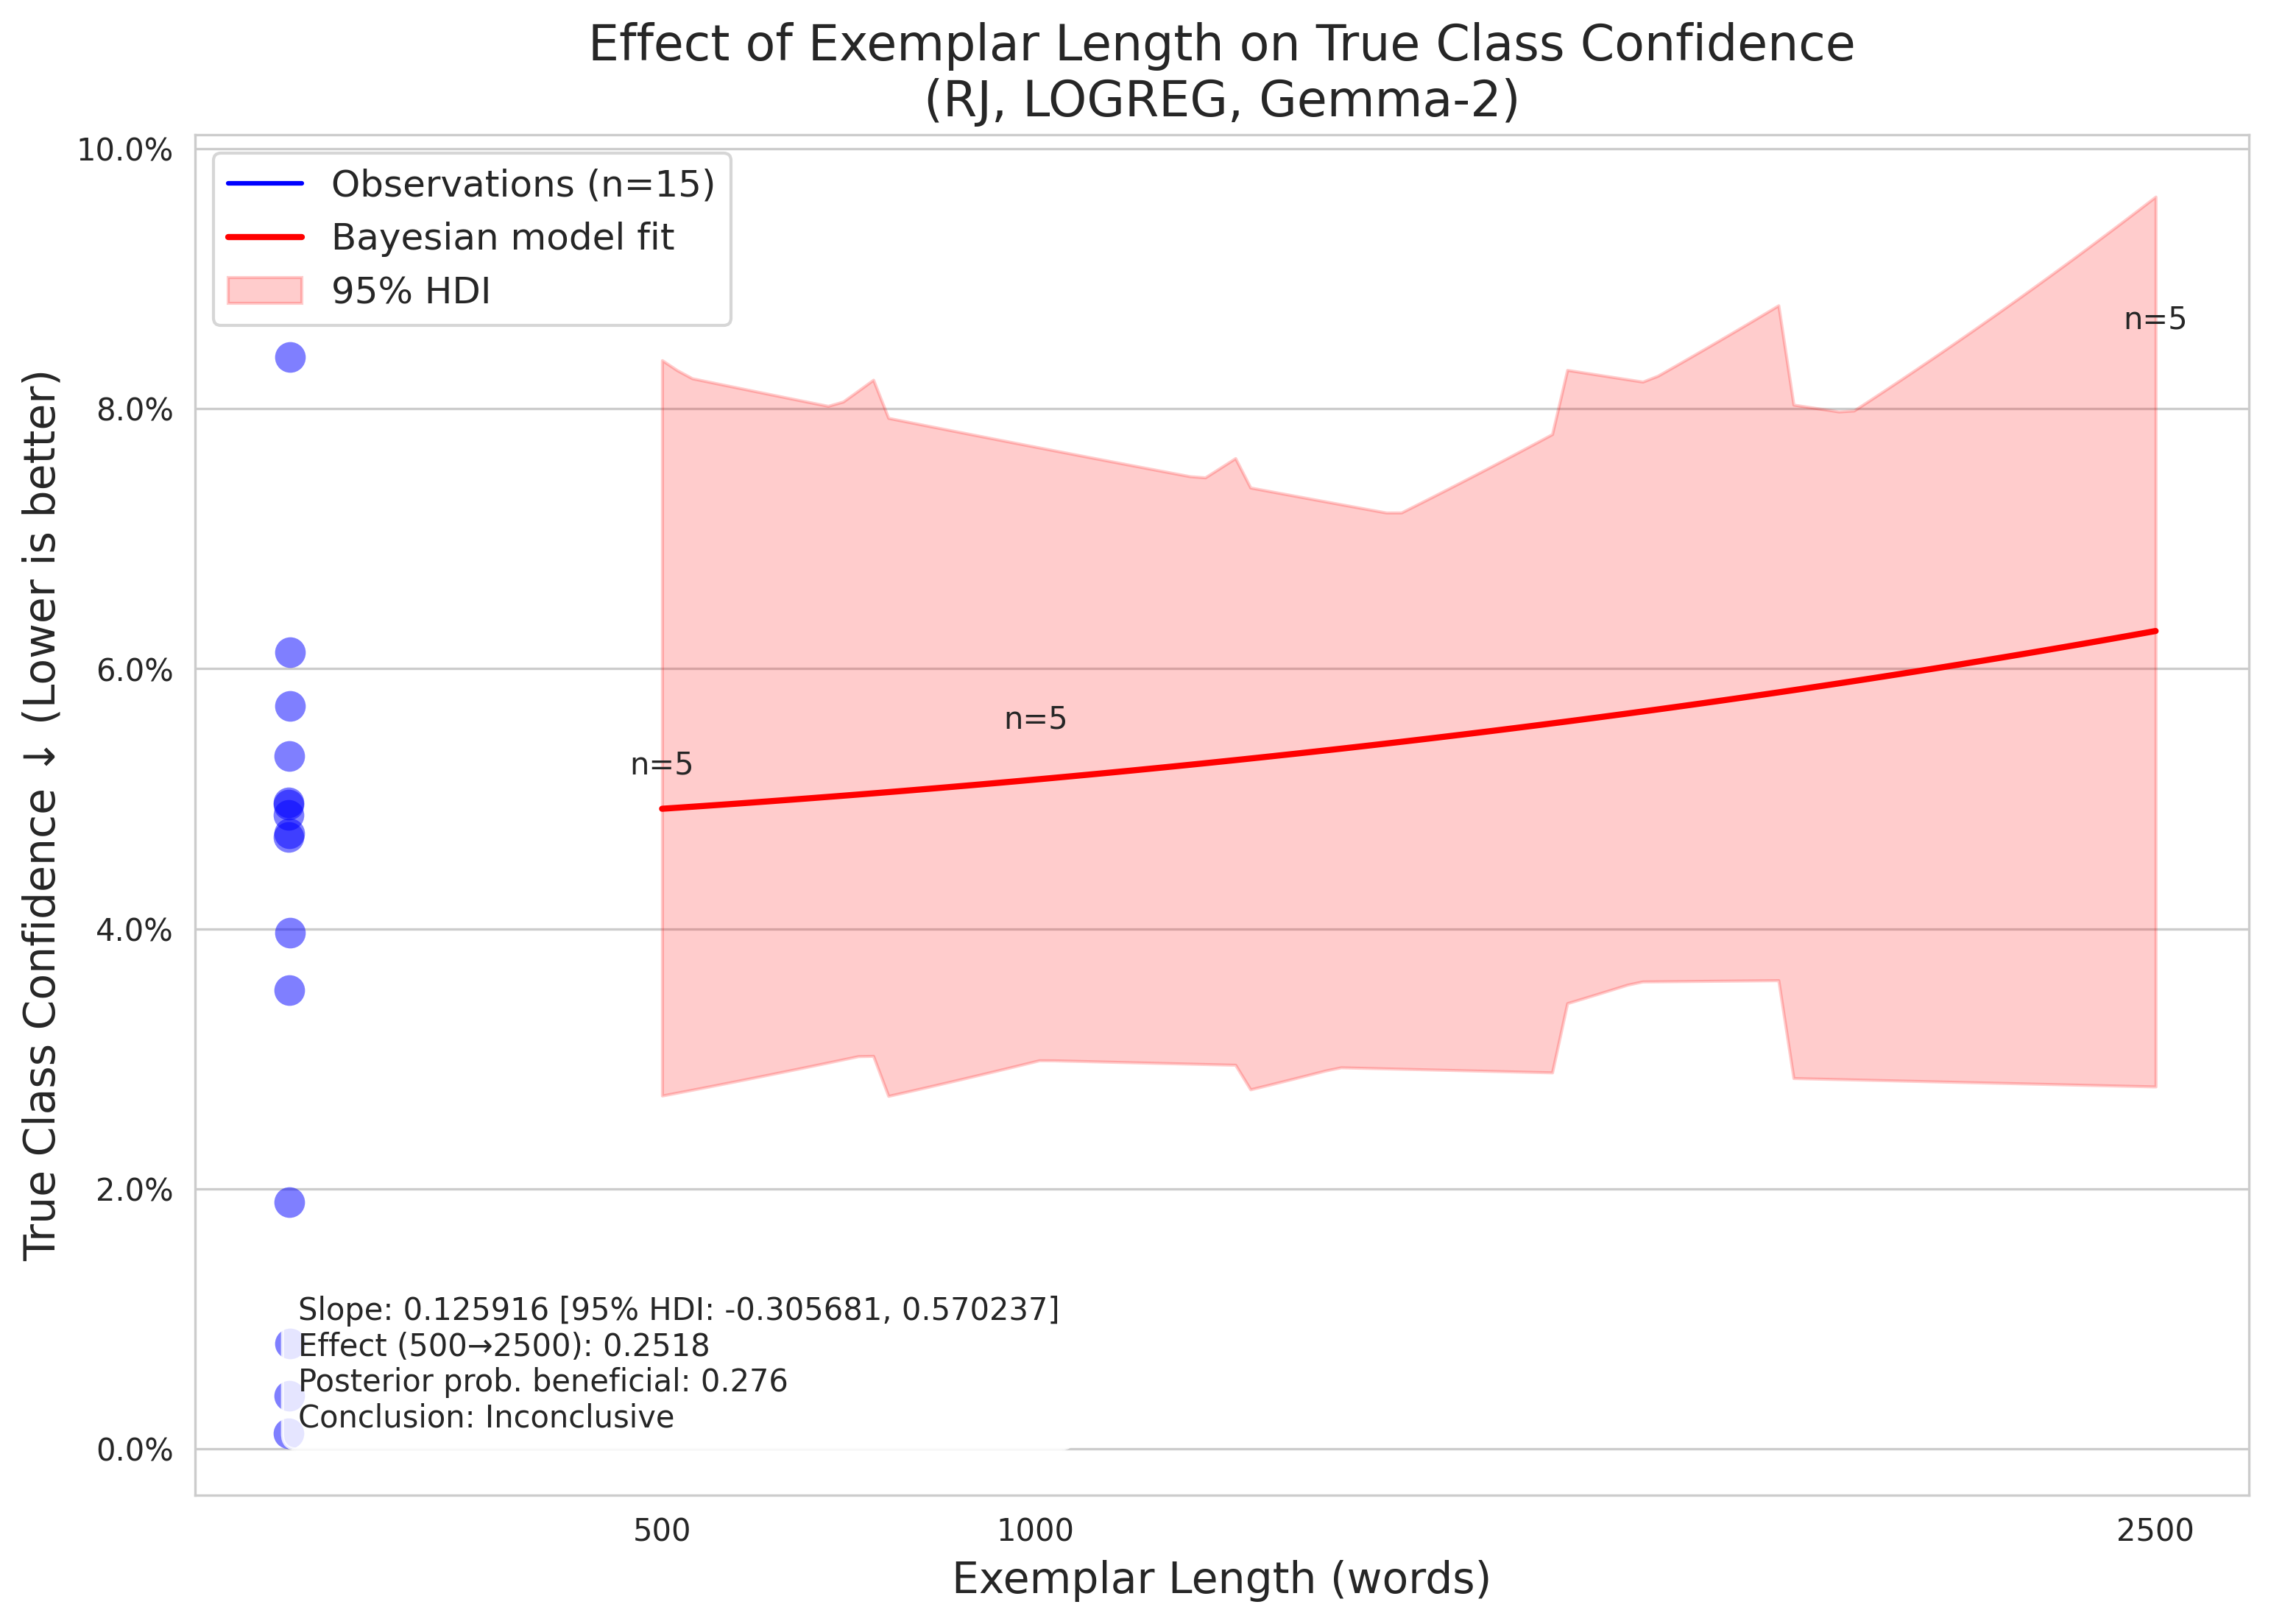 Effect of Exemplar Length on True Class Confidence
(RJ, LOGREG, Gemma-2)
True Class Confidence ↓ (Lower is better)
10.0%
8.0%
6.0%
4.0%
2.0%
0.0%
Observations (n=15)
Bayesian model fit
95% HDI
n=5
n=5
n=5
Slope: 0.125916 [95% HDI: -0.305681, 0.570237]
Effect (500→2500): 0.2518
Posterior prob. beneficial: 0.276
Conclusion: Inconclusive
500
1000
2500
Exemplar Length (words)